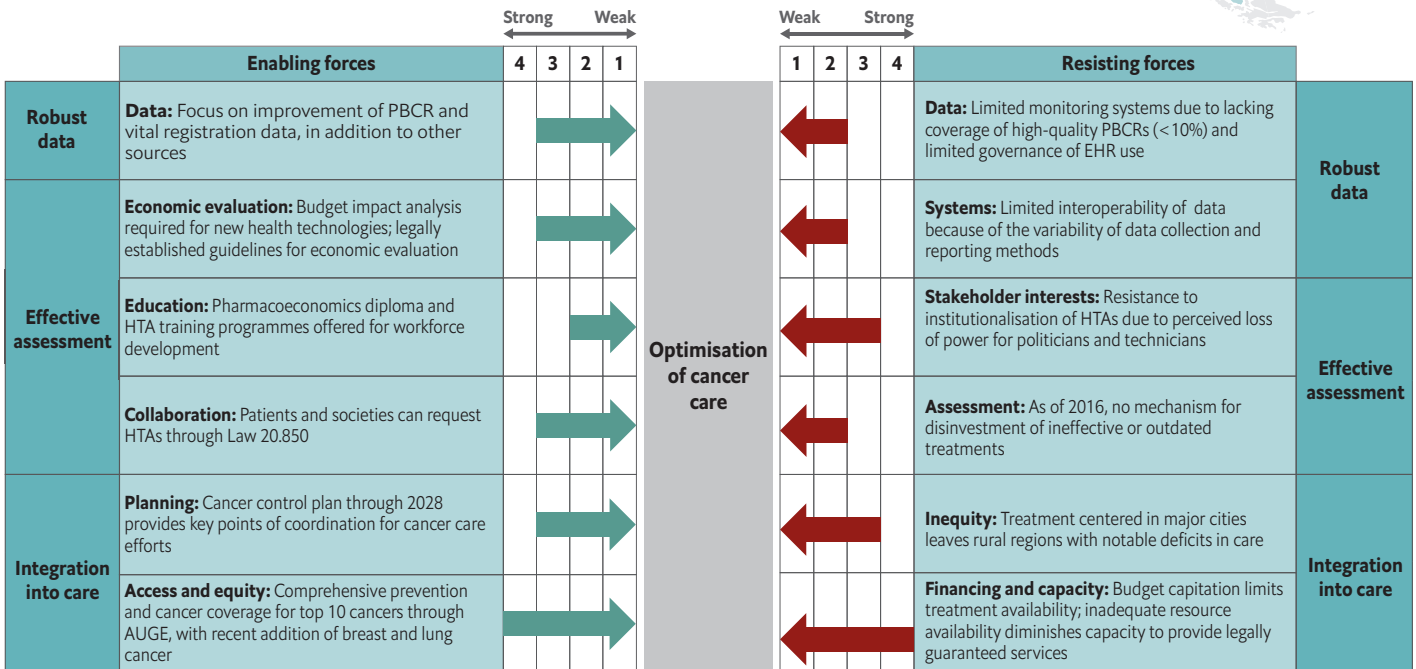 Strong Weak
Weak Strong
Enabling forces
4 3 2 1
1 2 3 4
Resisting forces
Robust
data
Data: Focus on improvement of PBCR and
vital registration data, in addition to other
sources
Effective
assessment
Economic evaluation: Budget impact analysis
required for new health technologies; legally
established guidelines for economic evaluation
Education: Pharmacoeconomics diploma and
HTA training programmes offered for workforce
development
Collaboration: Patients and societies can request
HTAs through Law 20.850
Integration
into care
Planning: Cancer control plan through 2028
provides key points of coordination for cancer care
efforts
Access and equity: Comprehensive prevention
and cancer coverage for top 10 cancers through
AUGE, with recent addition of breast and lung
cancer
Optimisation
of cancer
care
Data: Limited monitoring systems due to lacking
coverage of high-quality PBCRs (<10%) and
limited governance of EHR use
Systems: Limited interoperability of data
because of the variability of data collection and
reporting methods
Robust
data
Stakeholder interests: Resistance to
institutionalisation of HTAs due to perceived loss
of power for politicians and technicians
Assessment: As of 2016, no mechanism for
disinvestment of ineffective or outdated
treatments
Effective
assessment
Inequity: Treatment centered in major cities
leaves rural regions with notable deficits in care
Financing and capacity: Budget capitation limits
treatment availability; inadequate resource
availability diminishes capacity to provide legally
guaranteed services
Integration
into care